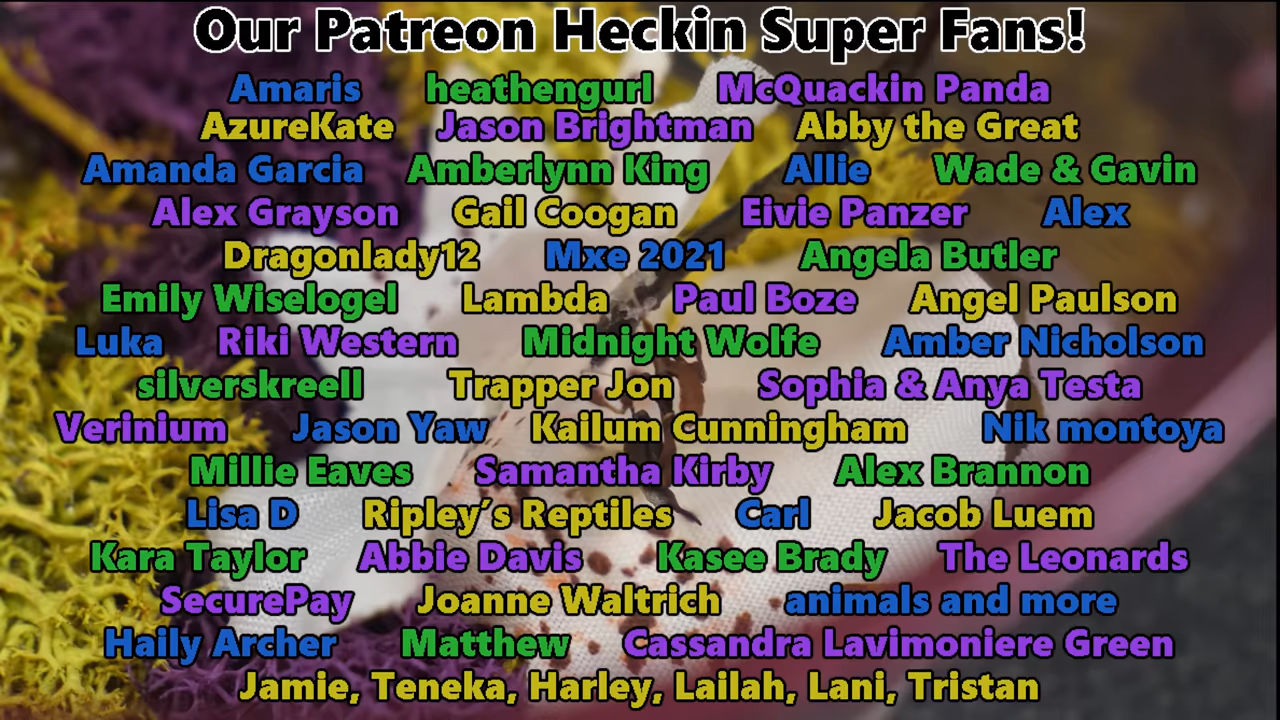 Our Patreon Heckin Super Fans!
Amaris heathengurl McQuackin Panda
AzureKate Jason Brightman Abby the Great
Amanda Garcia Amberlynn King Allie Wade & Gavin
Alex Grayson Gail Coogan Eivie Panzer Alex
Dragonlady12 Mxe 2021 Angela Butler
Emily Wiselogel Lambda Paul Boze Angel Paulson
Luka Riki Western Midnight Wolfe Amber Nicholson
silverskreell Trapper Jon Sophia & Anya Testa
Verinium Jason Yaw Kailum Cunningham Nik montoya
Millie Eaves Samantha Kirby Alex Brannon
Lisa D Ripley's Reptiles Carl Jacob Luem
Kara Taylor Abbie Davis Kasee Brady The Leonards
SecurePay Joanne Waltrich animals and more
Haily Archer Matthew Cassandra Lavimoniere Green
Jamie, Teneka, Harley, Lailah, Lani, Tristan